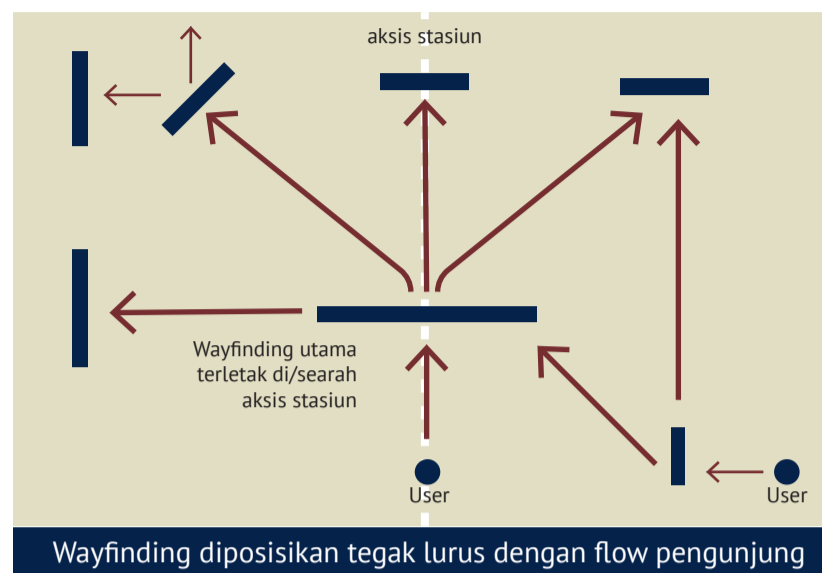 aksis stasiun
Wayfinding utama
terletak di/searah
aksis stasiun
User
User
Wayfinding diposisikan tegak lurus dengan flow pengunjung